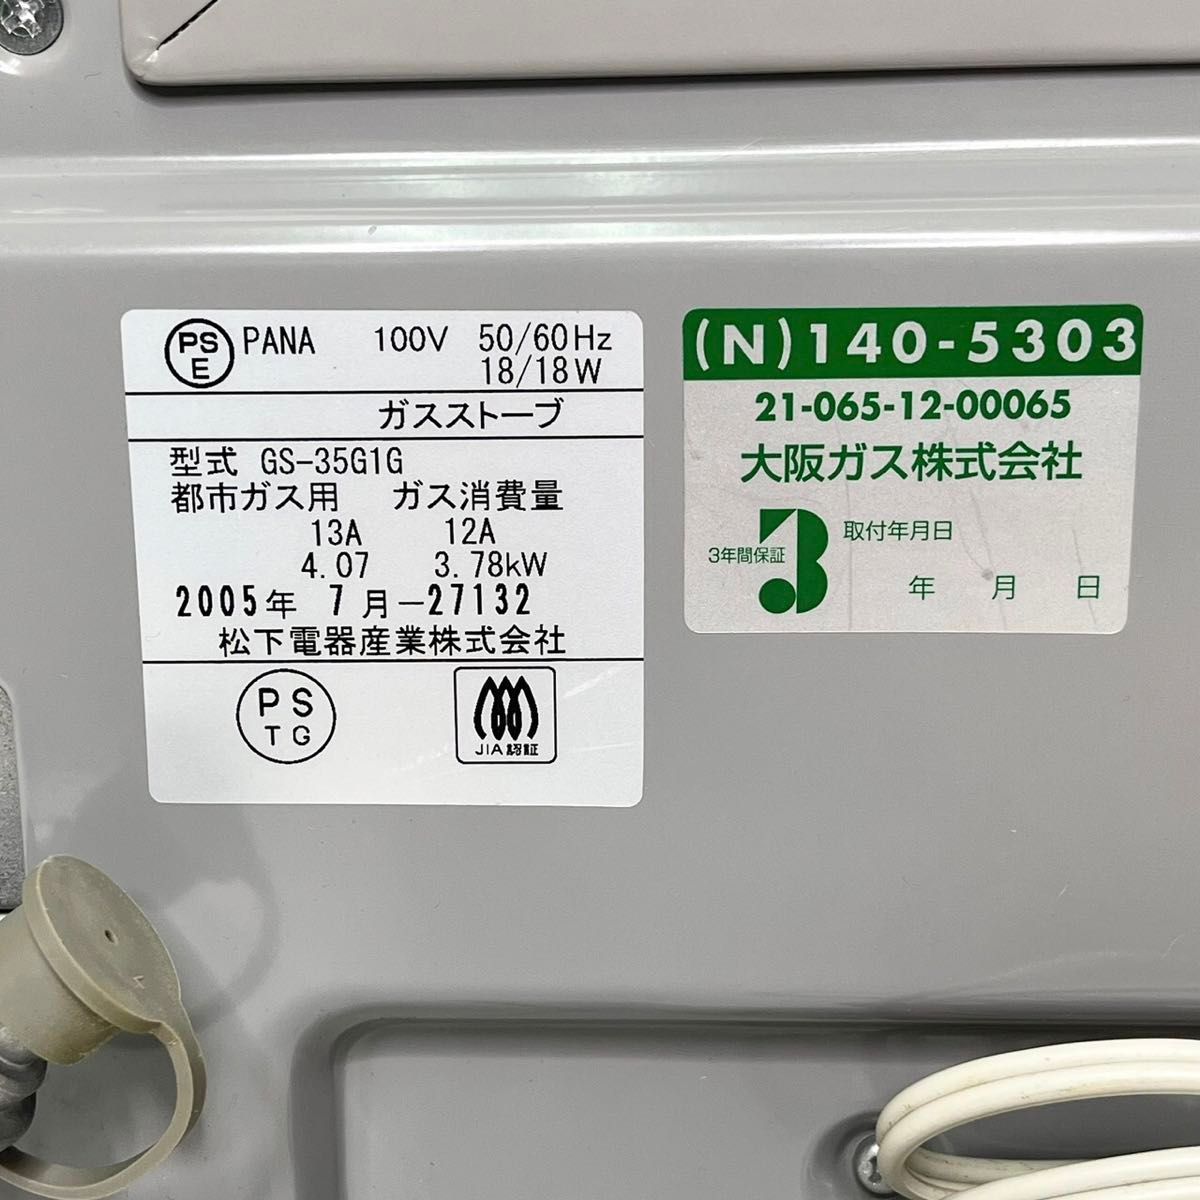 PS E PANA 100V 50/60Hz
18/18W
ガスストーブ
型式 GS-35G1G
都市ガス用 ガス消費量
13A 12A
4.07 3.78kW
2005年 7月-27132
松下電器産業株式会社
PS
TG
JIA認証
(N)140-5303
21-065-12-00065
大阪ガス株式会社
3年間保証
3
取付年月日
年 月 日